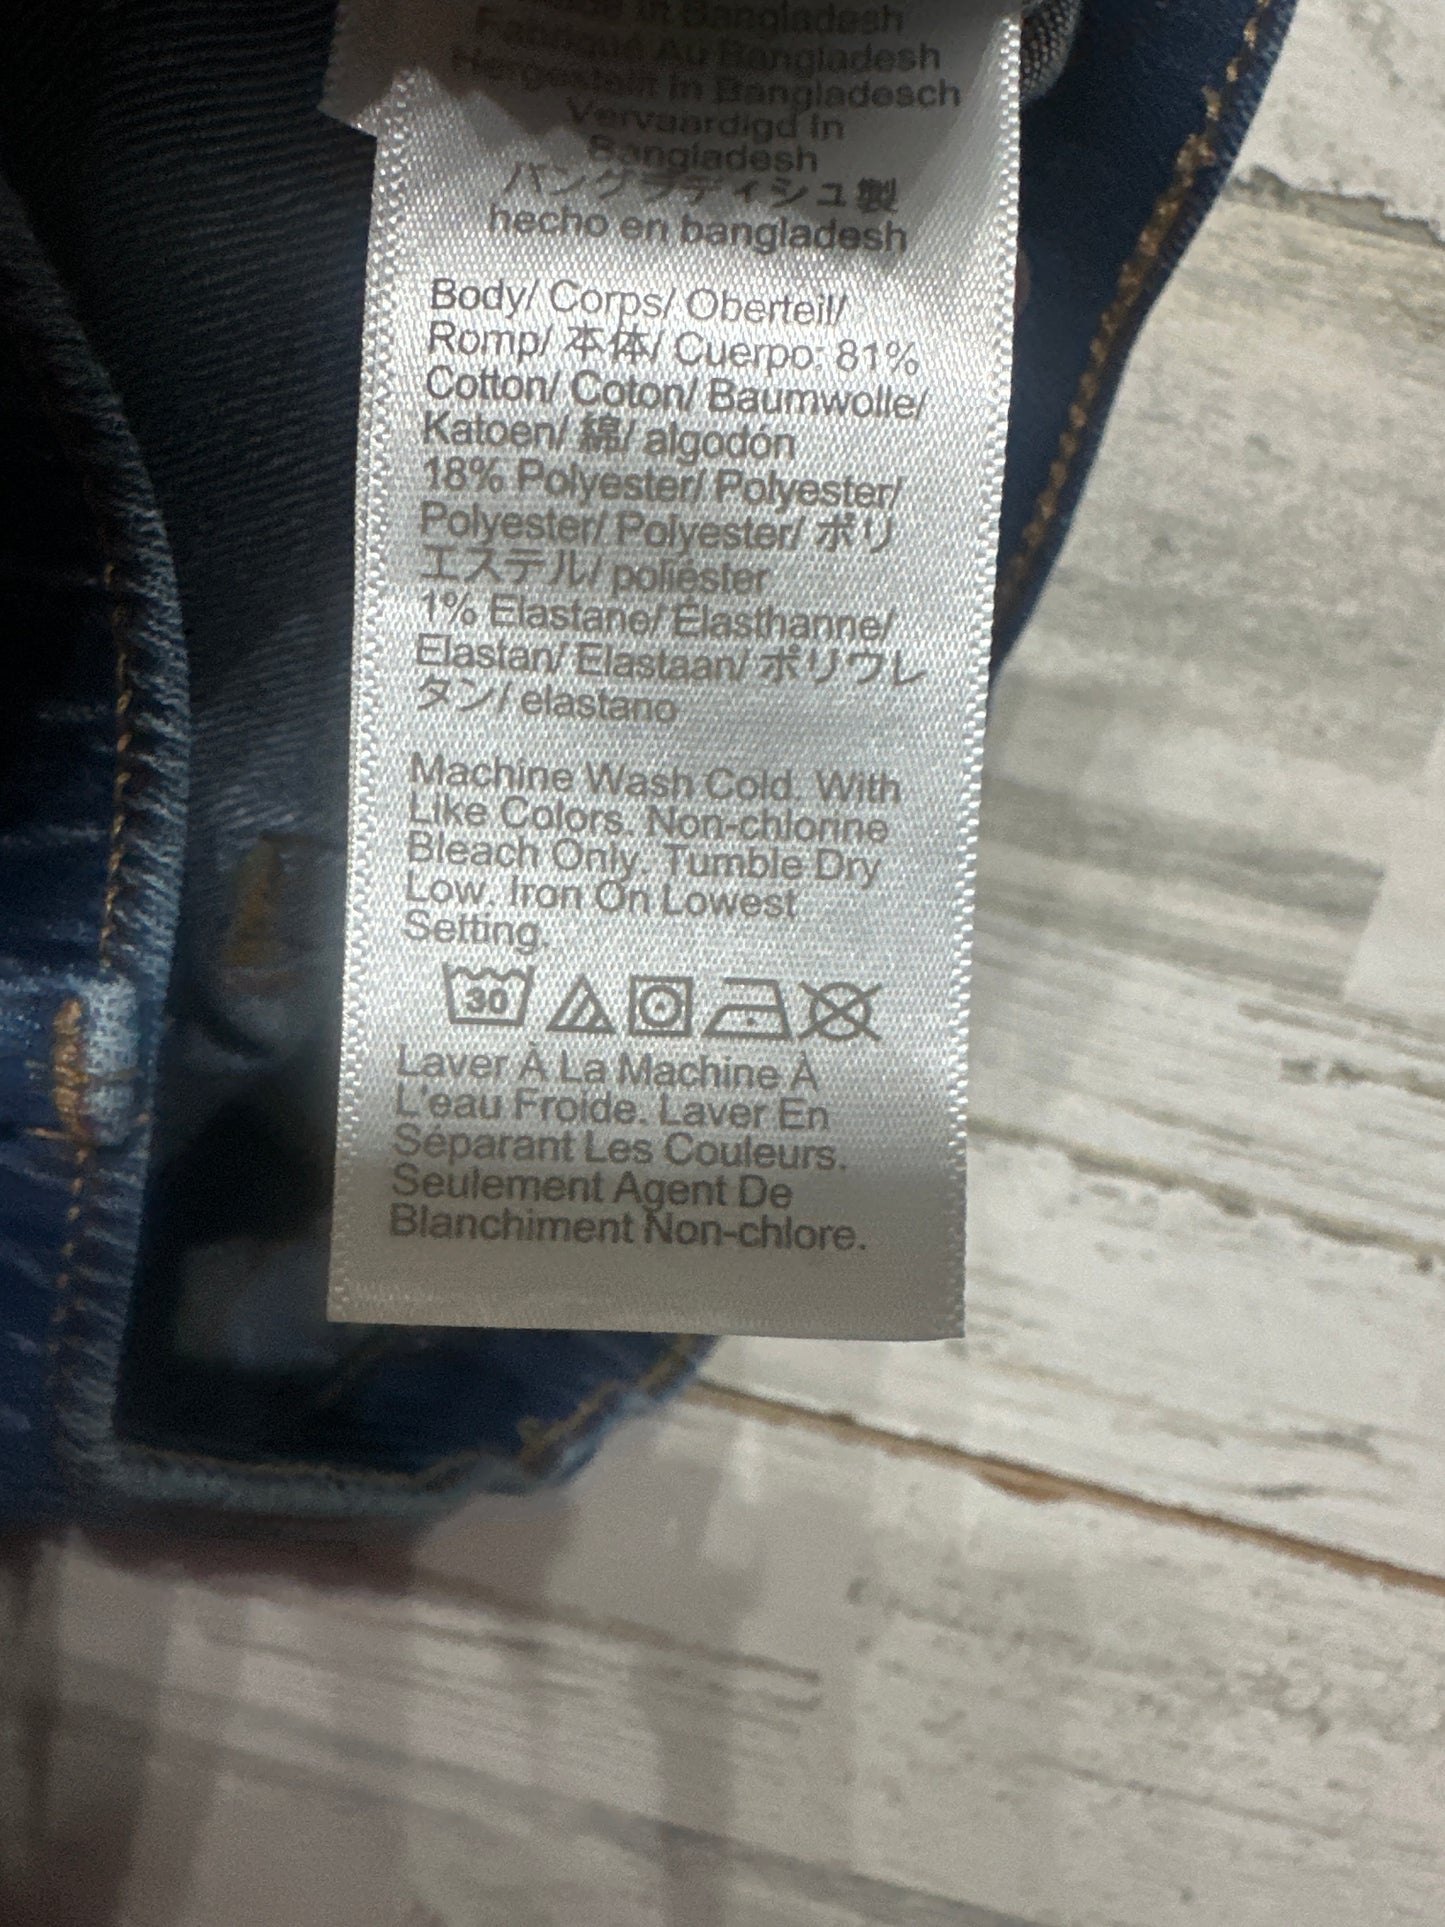 Made In Bangladesh
Fabriqué Au Bangladesh
Hergestellt in Bangladesch
Vervaardigd In
Bangladesh
バングラディシュ製
hecho en bangladesh
Body/ Corps/ Oberteil/
Romp/ 本体/ Cuerpo: 81%
Cotton/ Coton/ Baumwolle/
Katoen/ 綿/ algodón
18% Polyester/ Polyester/
Polyester/ Polyester/ ポリ
エステル/ poliéster
1% Elastane/ Élasthanne/
Elastan/ Elastaan/ ポリウレ
タン/ elastano
Machine Wash Cold. With
Like Colors. Non-chlorine
Bleach Only. Tumble Dry
Low. Iron On Lowest
Setting.
30
Laver À La Machine À
L'eau Froide. Laver En
Séparant Les Couleurs.
Seulement Agent De
Blanchiment Non-chlore.